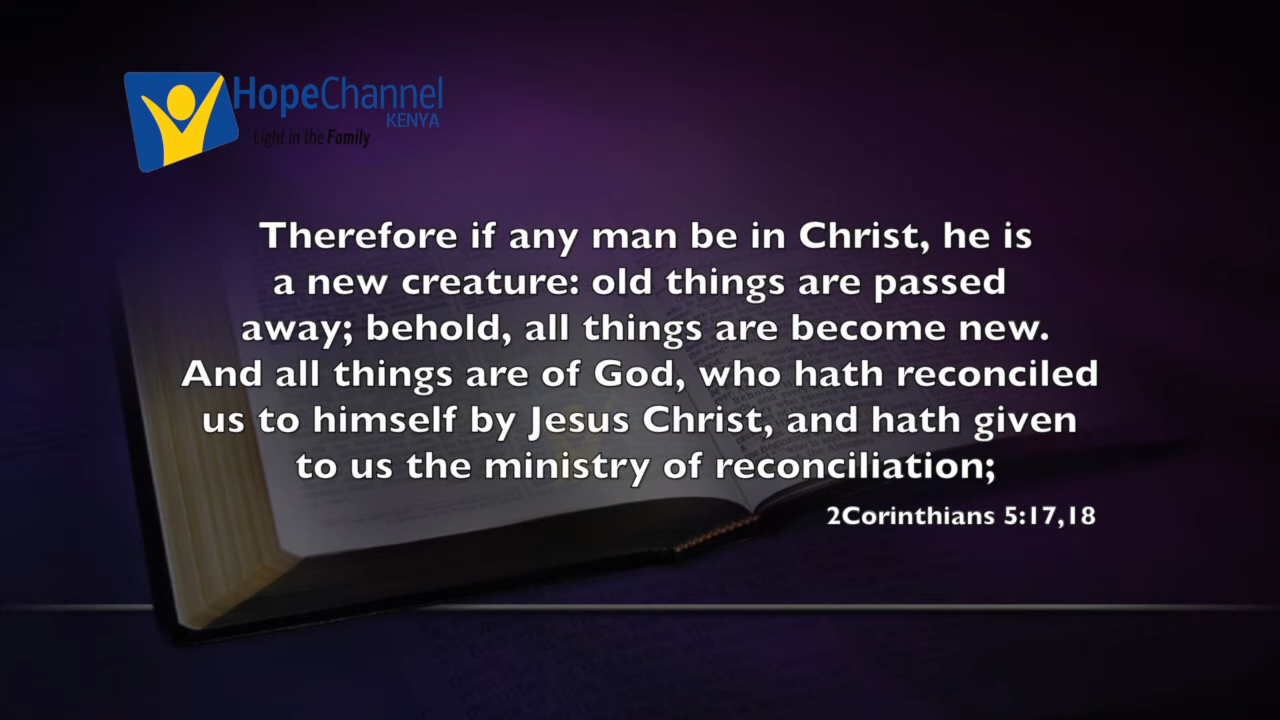 HopeChannel
KENYA
Light in the Family
Therefore if any man be in Christ, he is
a new creature: old things are passed
away; behold, all things are become new.
And all things are of God, who hath reconciled
us to himself by Jesus Christ, and hath given
to us the ministry of reconciliation;
2Corinthians 5:17,18